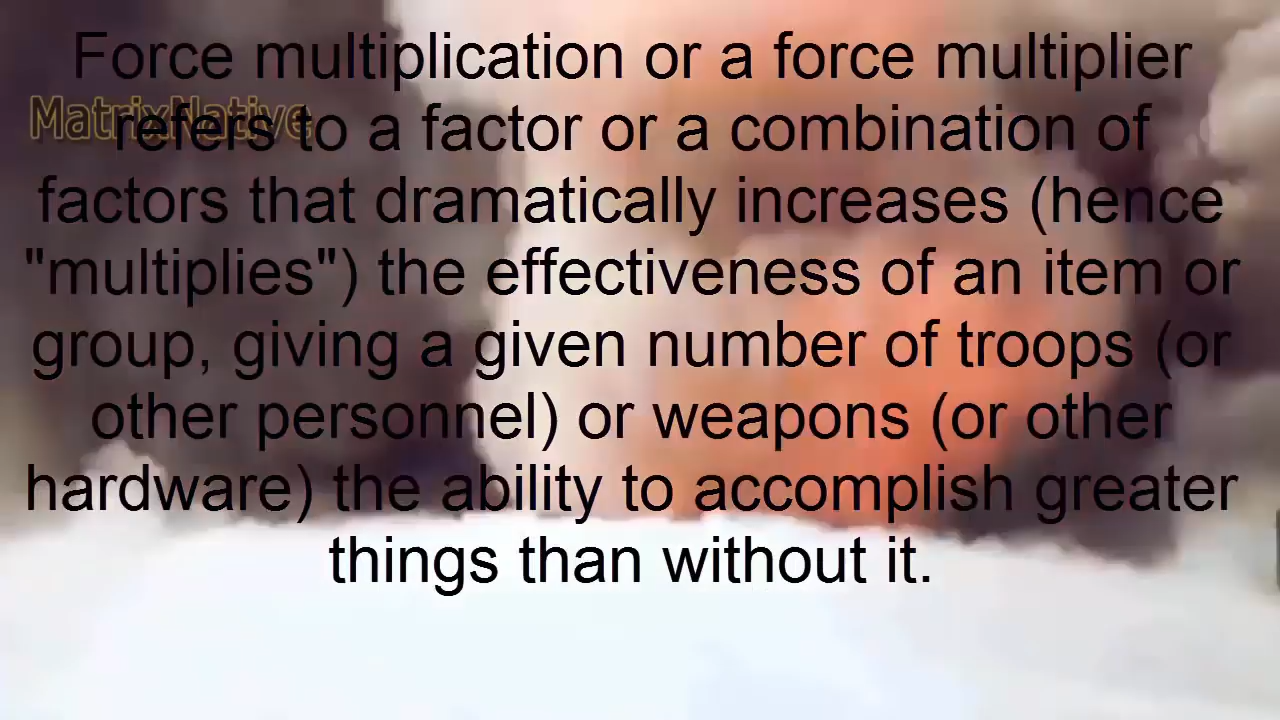 Force multiplication or a force multiplier
MatrixNative
refers to a factor or a combination of
factors that dramatically increases (hence
"multiplies") the effectiveness of an item or
group, giving a given number of troops (or
other personnel) or weapons (or other
hardware) the ability to accomplish greater
things than without it.